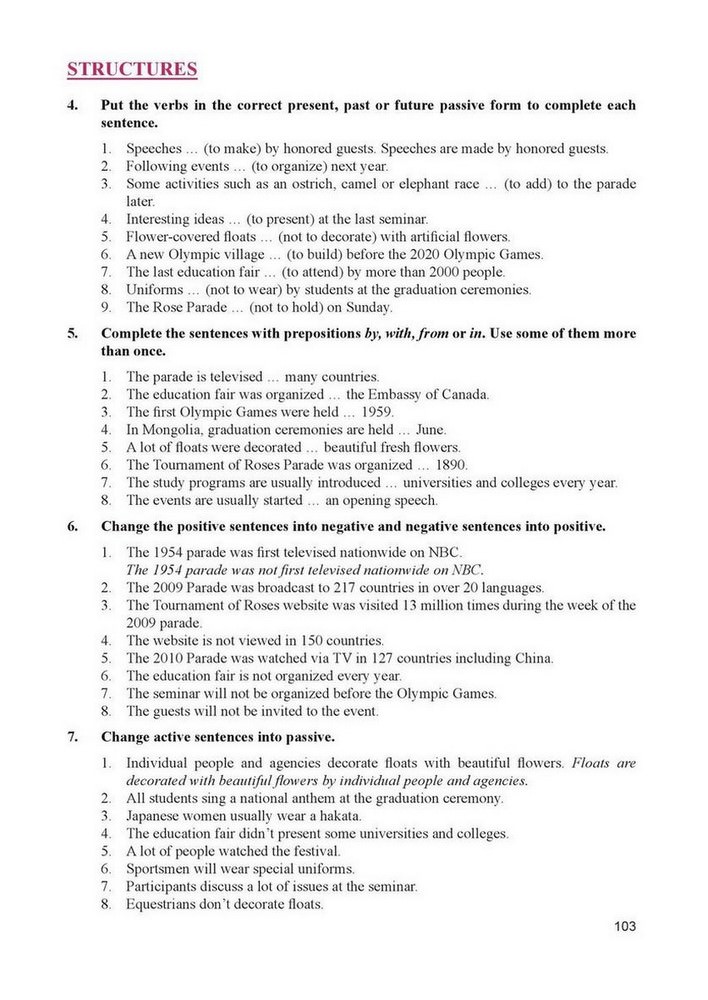 STRUCTURES
4. Put the verbs in the correct present, past or future passive form to complete each
sentence.
1. Speeches … (to make) by honored guests. Speeches are made by honored guests.
2. Following events … (to organize) next year.
3. Some activities such as an ostrich, camel or elephant race … (to add) to the parade
later.
4. Interesting ideas … (to present) at the last seminar.
5. Flower-covered floats … (not to decorate) with artificial flowers.
6. A new Olympic village … (to build) before the 2020 Olympic Games.
7. The last education fair … (to attend) by more than 2000 people.
8. Uniforms … (not to wear) by students at the graduation ceremonies.
9. The Rose Parade … (not to hold) on Sunday.
5. Complete the sentences with prepositions by, with, from or in. Use some of them more
than once.
1. The parade is televised … many countries.
2. The education fair was organized … the Embassy of Canada.
3. The first Olympic Games were held … 1959.
4. In Mongolia, graduation ceremonies are held … June.
5. A lot of floats were decorated … beautiful fresh flowers.
6. The Tournament of Roses Parade was organized … 1890.
7. The study programs are usually introduced … universities and colleges every year.
8. The events are usually started … an opening speech.
6. Change the positive sentences into negative and negative sentences into positive.
1. The 1954 parade was first televised nationwide on NBC.
The 1954 parade was not first televised nationwide on NBC.
2. The 2009 Parade was broadcast to 217 countries in over 20 languages.
3. The Tournament of Roses website was visited 13 million times during the week of the
2009 parade.
4. The website is not viewed in 150 countries.
5. The 2010 Parade was watched via TV in 127 countries including China.
6. The education fair is not organized every year.
7. The seminar will not be organized before the Olympic Games.
8. The guests will not be invited to the event.
7. Change active sentences into passive.
1. Individual people and agencies decorate floats with beautiful flowers. Floats are
decorated with beautiful flowers by individual people and agencies.
2. All students sing a national anthem at the graduation ceremony.
3. Japanese women usually wear a hakata.
4. The education fair didn't present some universities and colleges.
5. A lot of people watched the festival.
6. Sportsmen will wear special uniforms.
7. Participants discuss a lot of issues at the seminar.
8. Equestrians don't decorate floats.
103